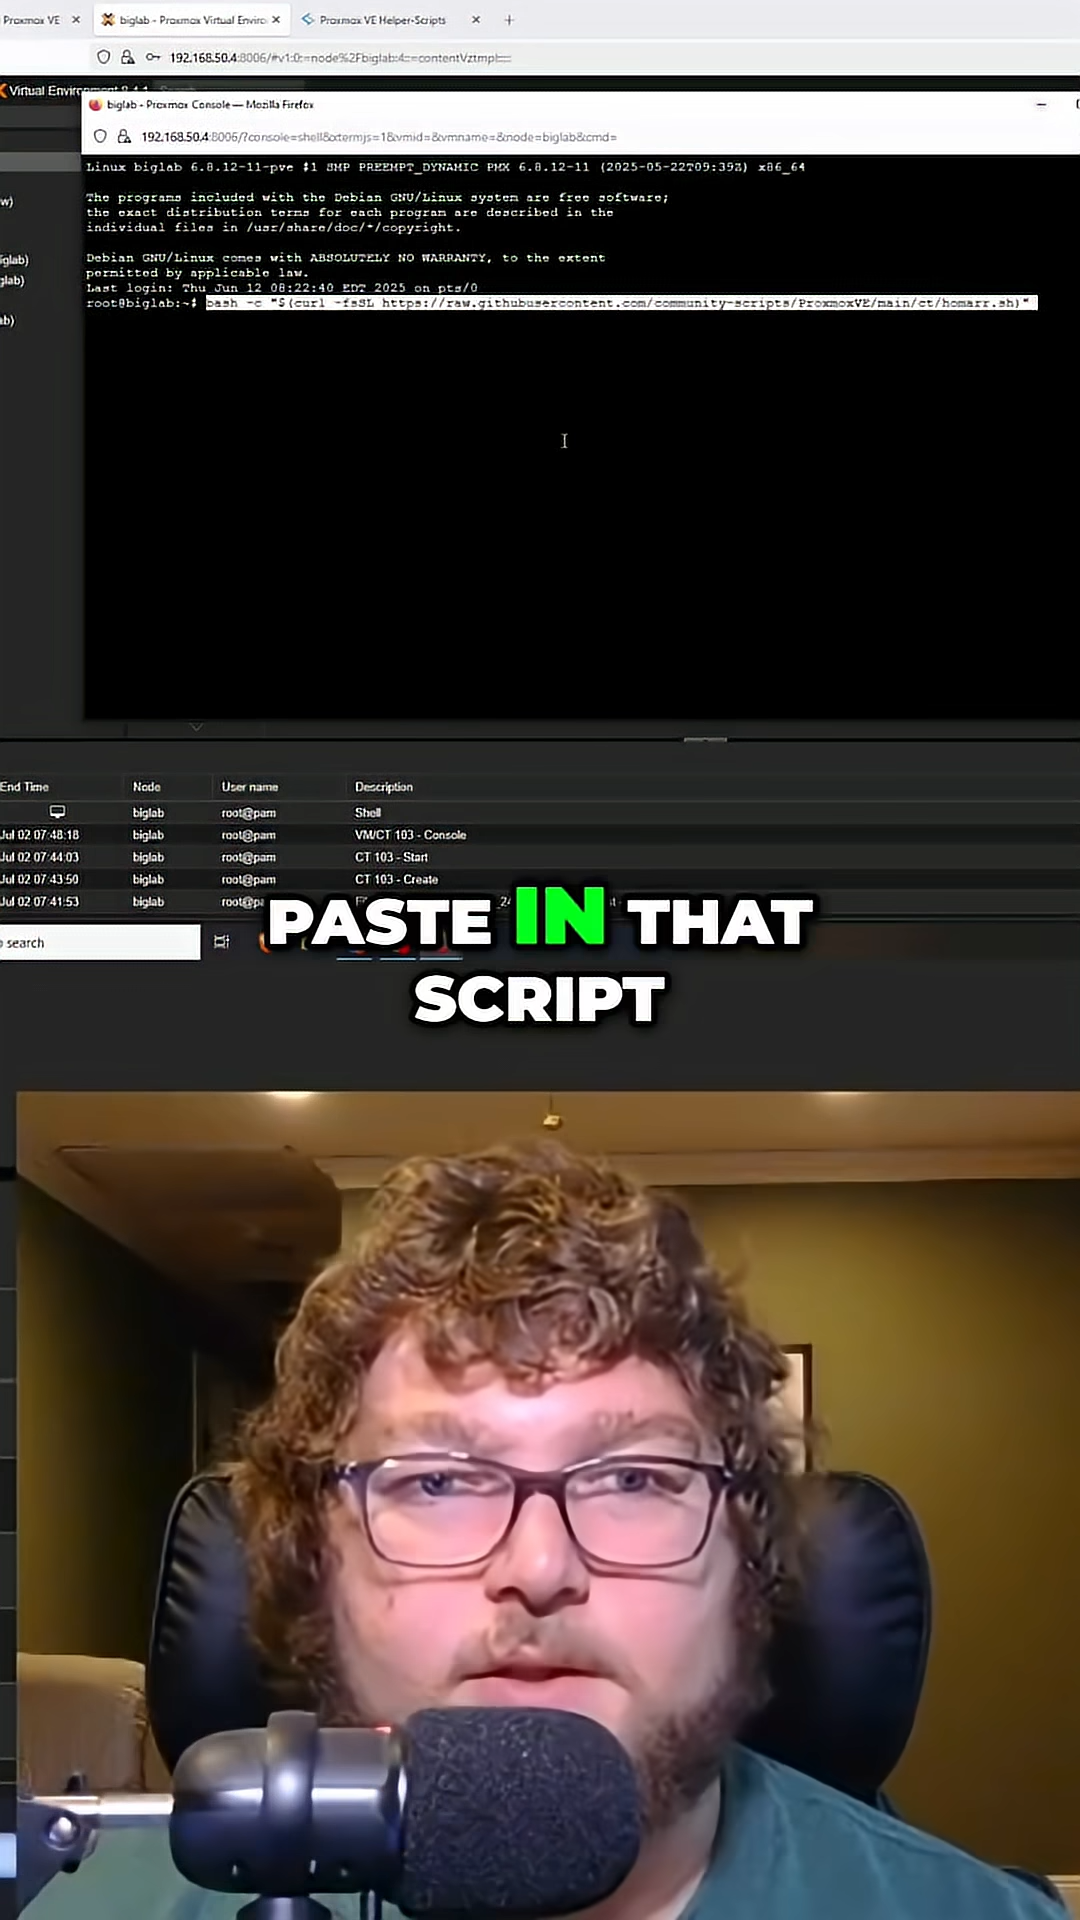 Proxmox VE
biglab - Proxmox Virtual Enviro
Proxmox VE Helper-Scripts
192.168.50.4:8006/#v1:0:=node%2Fbiglab:4:::=contentVztmpl:::::
Virtual Environment 8.4.1
Search
biglab - Proxmox Console — Mozilla Firefox
192.168.50.4:8006/?console=shell&xtermjs=1&vmid=&vmname=&node=biglab&cmd=
Linux biglab 6.8.12-11-pve #1 SMP PREEMPT_DYNAMIC PMX 6.8.12-11 (2025-05-22T09:39Z) x86_64
The programs included with the Debian GNU/Linux system are free software;
the exact distribution terms for each program are described in the
individual files in /usr/share/doc/*/copyright.
Debian GNU/Linux comes with ABSOLUTELY NO WARRANTY, to the extent
permitted by applicable law.
Last login: Thu Jun 12 08:22:40 EDT 2025 on pts/0
root@biglab:~# bash -c "$(curl -fsSL https://raw.githubusercontent.com/community-scripts/ProxmoxVE/main/ct/homarr.sh)"
w)
iglab)
glab)
ab)
End Time Node User name Description
biglab root@pam Shell
Jul 02 07:48:18 biglab root@pam VM/CT 103 - Console
Jul 02 07:44:03 biglab root@pam CT 103 - Start
Jul 02 07:43:50 biglab root@pam CT 103 - Create
Jul 02 07:41:53 biglab root@pa
search
PASTE IN THAT
SCRIPT